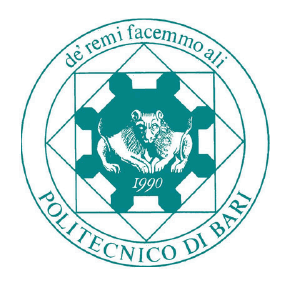 de' remi facemmo ali
1990
POLITECNICO DI BARI